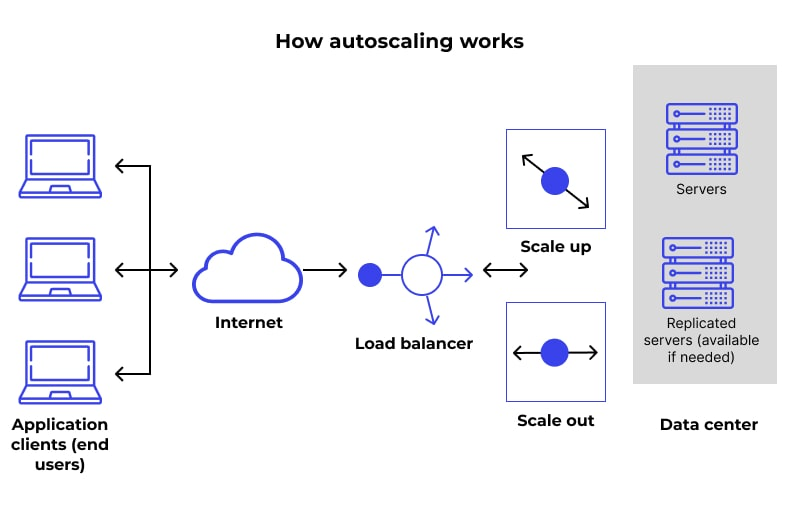 How autoscaling works
Servers
Scale up
Internet
Replicated
servers (available
if needed)
Load balancer
Scale out
Application
clients (end
users)
Data center